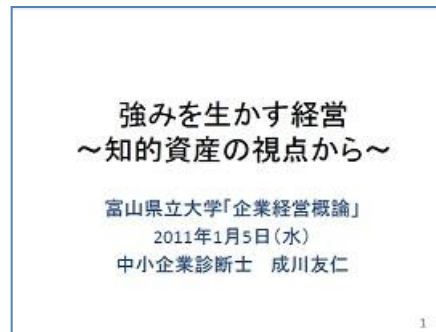 強みを生かす経営
～知的資産の視点から～
富山県立大学「企業経営概論」
2011年1月5日(水)
中小企業診断士　成川友仁
1